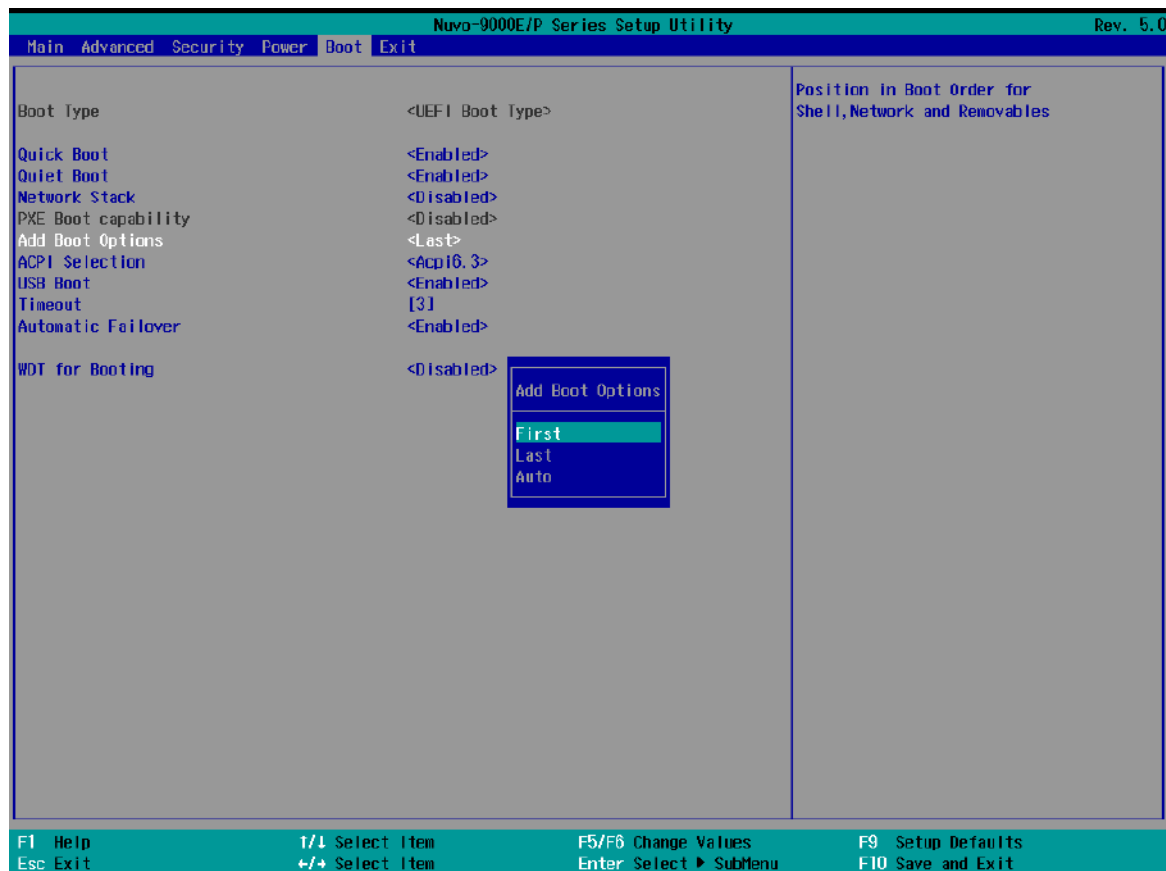 Nuvo-9000E/P Series Setup Utility Rev. 5.0
Main Advanced Security Power Boot Exit
Position in Boot Order for
Boot Type <UEFI Boot Type> Shell,Network and Removables
Quick Boot <Enabled>
Quiet Boot <Enabled>
Network Stack <Disabled>
PXE Boot capability <Disabled>
Add Boot Options <Last>
ACPI Selection <Acpi6.3>
USB Boot <Enabled>
Timeout [3]
Automatic Failover <Enabled>
WDT for Booting <Disabled>
Add Boot Options
First
Last
Auto
F1 Help ↑/↓ Select Item F5/F6 Change Values F9 Setup Defaults
Esc Exit ←/→ Select Item Enter Select ▶ SubMenu F10 Save and Exit